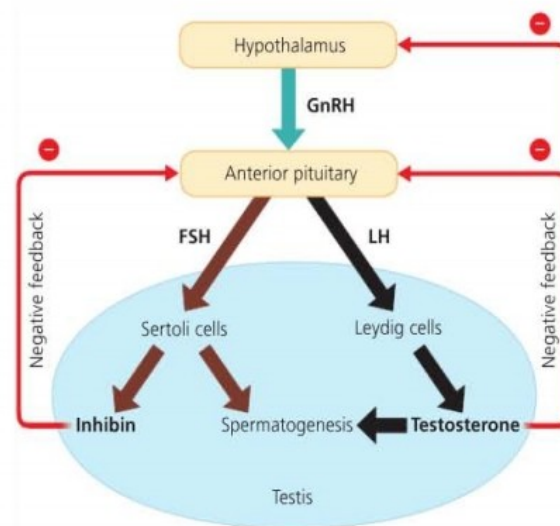 −
Hypothalamus
GnRH
−
−
Anterior pituitary
FSH
LH
Negative feedback
Negative feedback
Sertoli cells
Leydig cells
Inhibin
Spermatogenesis
Testosterone
Testis